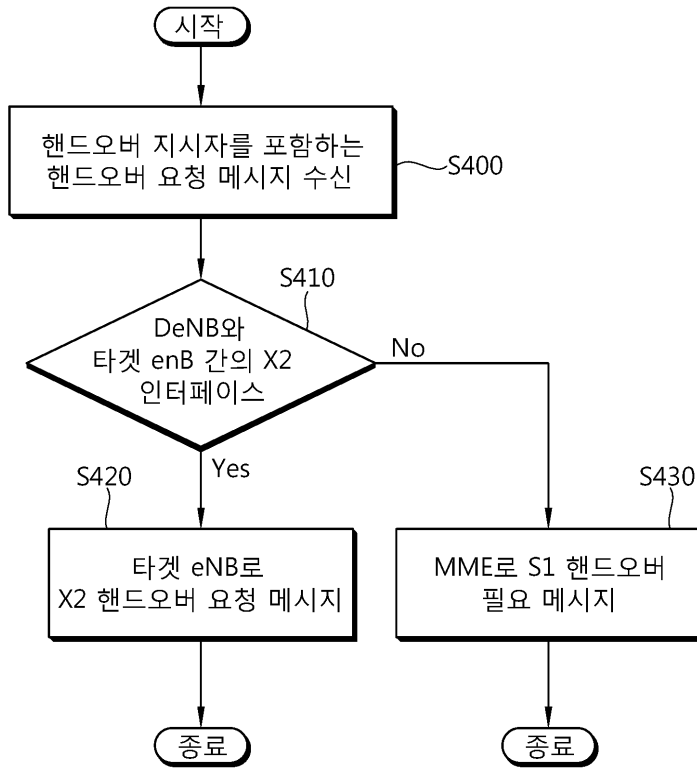 시작
핸드오버 지시자를 포함하는
핸드오버 요청 메시지 수신
S400
S410
DeNB와
타겟 enB 간의 X2
인터페이스
No
Yes
S420
S430
타겟 eNB로
X2 핸드오버 요청 메시지
MME로 S1 핸드오버
필요 메시지
종료
종료